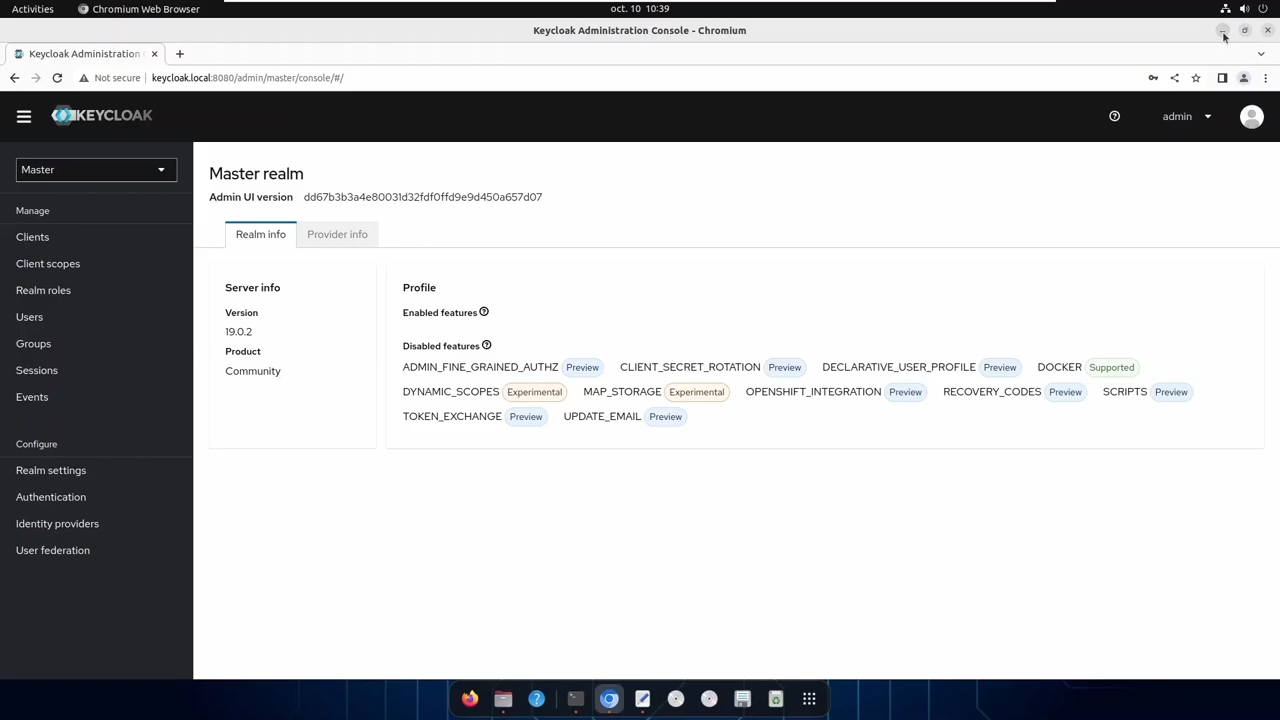 Activities
Chromium Web Browser
oct. 10 10:39
Keycloak Administration Console - Chromium
Keycloak Administration
Not secure
keycloak.local:8080/admin/master/console/#/
KEYCLOAK
admin
Master
Manage
Clients
Client scopes
Realm roles
Users
Groups
Sessions
Events
Configure
Realm settings
Authentication
Identity providers
User federation
Master realm
Admin UI version dd67b3b3a4e80031d32fdf0ffd9e9d450a657d07
Realm info
Provider info
Server info
Version
19.0.2
Product
Community
Profile
Enabled features
Disabled features
ADMIN_FINE_GRAINED_AUTHZ Preview CLIENT_SECRET_ROTATION Preview DECLARATIVE_USER_PROFILE Preview DOCKER Supported
DYNAMIC_SCOPES Experimental MAP_STORAGE Experimental OPENSHIFT_INTEGRATION Preview RECOVERY_CODES Preview SCRIPTS Preview
TOKEN_EXCHANGE Preview UPDATE_EMAIL Preview